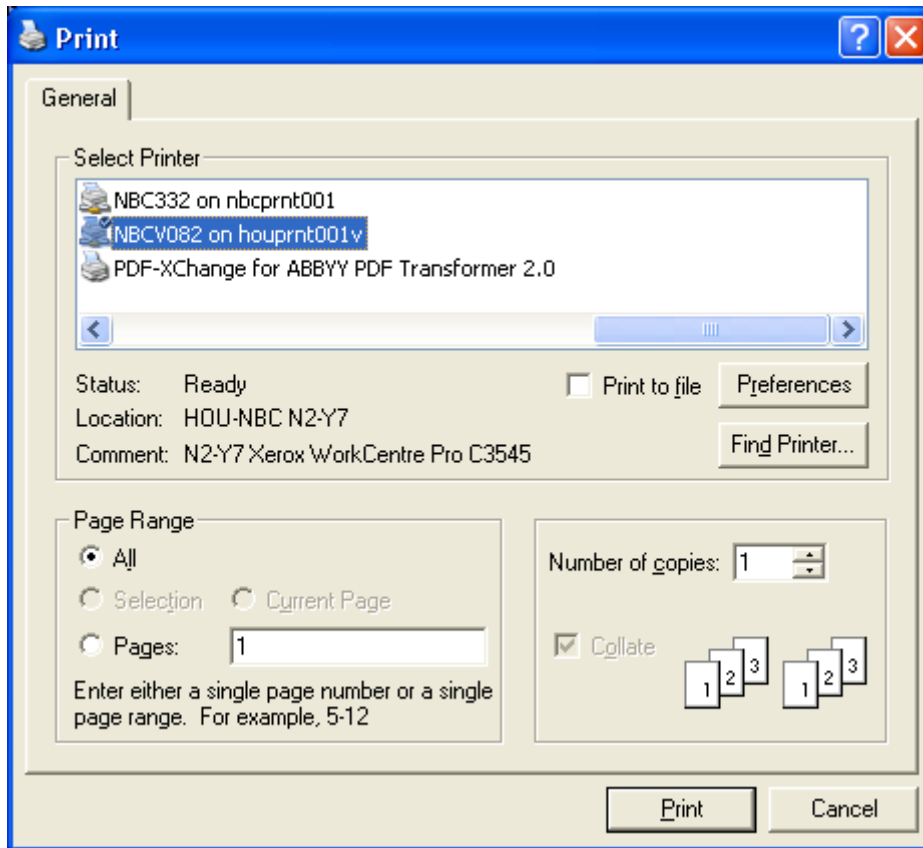 Print
General
Select Printer
NBC332 on nbcprnt001
NBCV082 on houprnt001v
PDF-XChange for ABBYY PDF Transformer 2.0
Status: Ready
Print to file
Preferences
Location: HOU-NBC N2-Y7
Comment: N2-Y7 Xerox WorkCentre Pro C3545
Find Printer...
Page Range
All
Selection Current Page
Pages: 1
Enter either a single page number or a single
page range. For example, 5-12
Number of copies: 1
Collate
1 2 3 1 2 3
Print Cancel